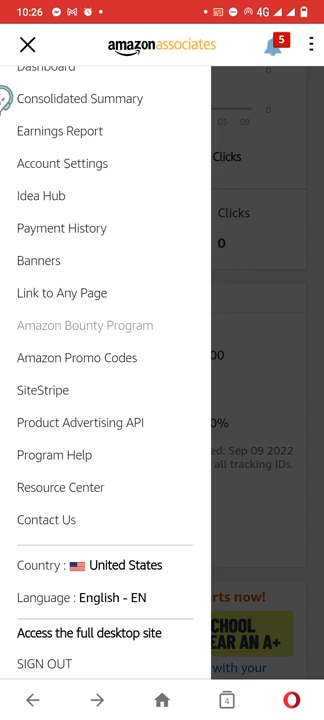 10:26
4G
amazonassociates
5
Dashboard
0
Consolidated Summary
0
05 09
Earnings Report
Clicks
Account Settings
Idea Hub
Clicks
Payment History
0
Banners
Link to Any Page
Amazon Bounty Program
00
Amazon Promo Codes
SiteStripe
Product Advertising API
0%
Program Help
ed: Sep 09 2022
all tracking IDs.
Resource Center
Contact Us
Country : United States
Language : English - EN
rts now!
Access the full desktop site
CHOOL
EAR AN A+
SIGN OUT
with your
4